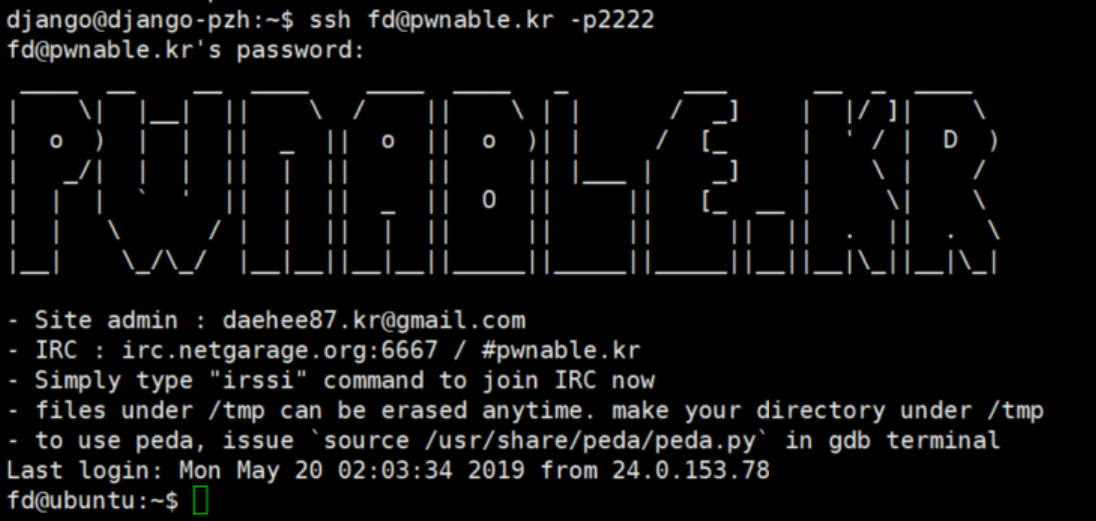 django@django-pzh:~$ ssh fd@pwnable.kr -p2222
fd@pwnable.kr's password:
PWNABLE.KR
- Site admin : daehee87.kr@gmail.com
- IRC : irc.netgarage.org:6667 / #pwnable.kr
- Simply type "irssi" command to join IRC now
- files under /tmp can be erased anytime. make your directory under /tmp
- to use peda, issue `source /usr/share/peda/peda.py` in gdb terminal
Last login: Mon May 20 02:03:34 2019 from 24.0.153.78
fd@ubuntu:~$